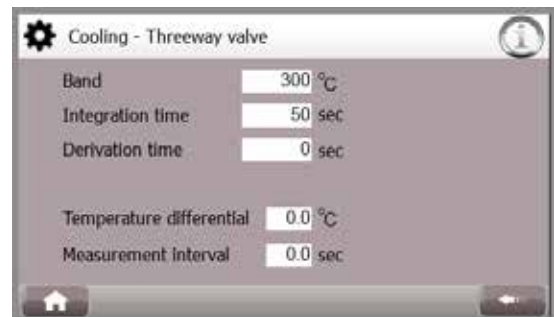 Cooling - Threeway valve
Band 300 °C
Integration time 50 sec
Derivation time 0 sec
Temperature differential 0.0 °C
Measurement interval 0.0 sec